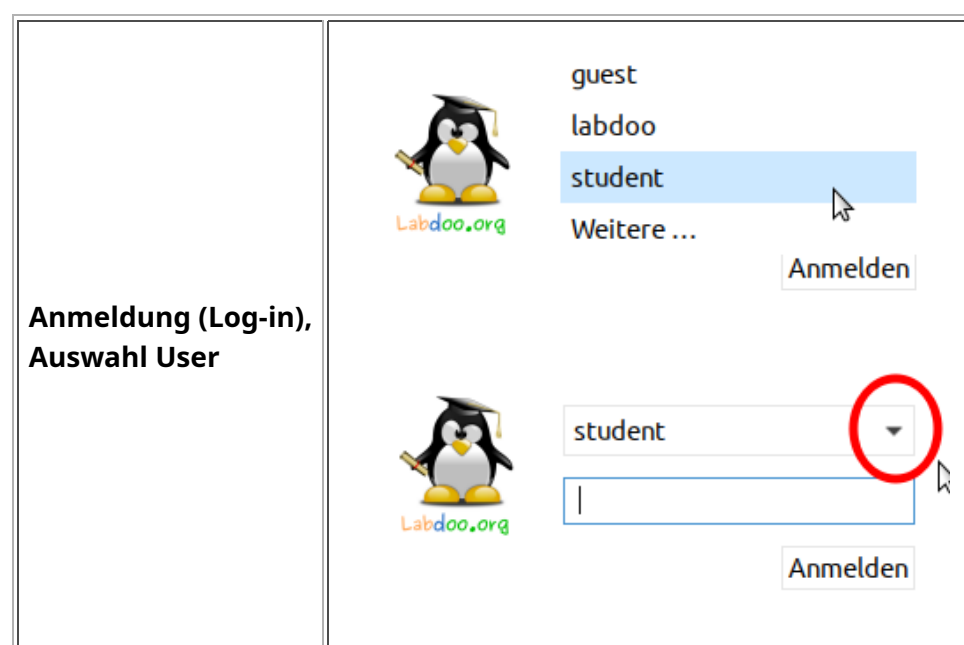 Anmeldung (Log-in),
Auswahl User
guest
labdoo
student
Weitere ...
Labdoo.org
Anmelden
student
Labdoo.org
Anmelden